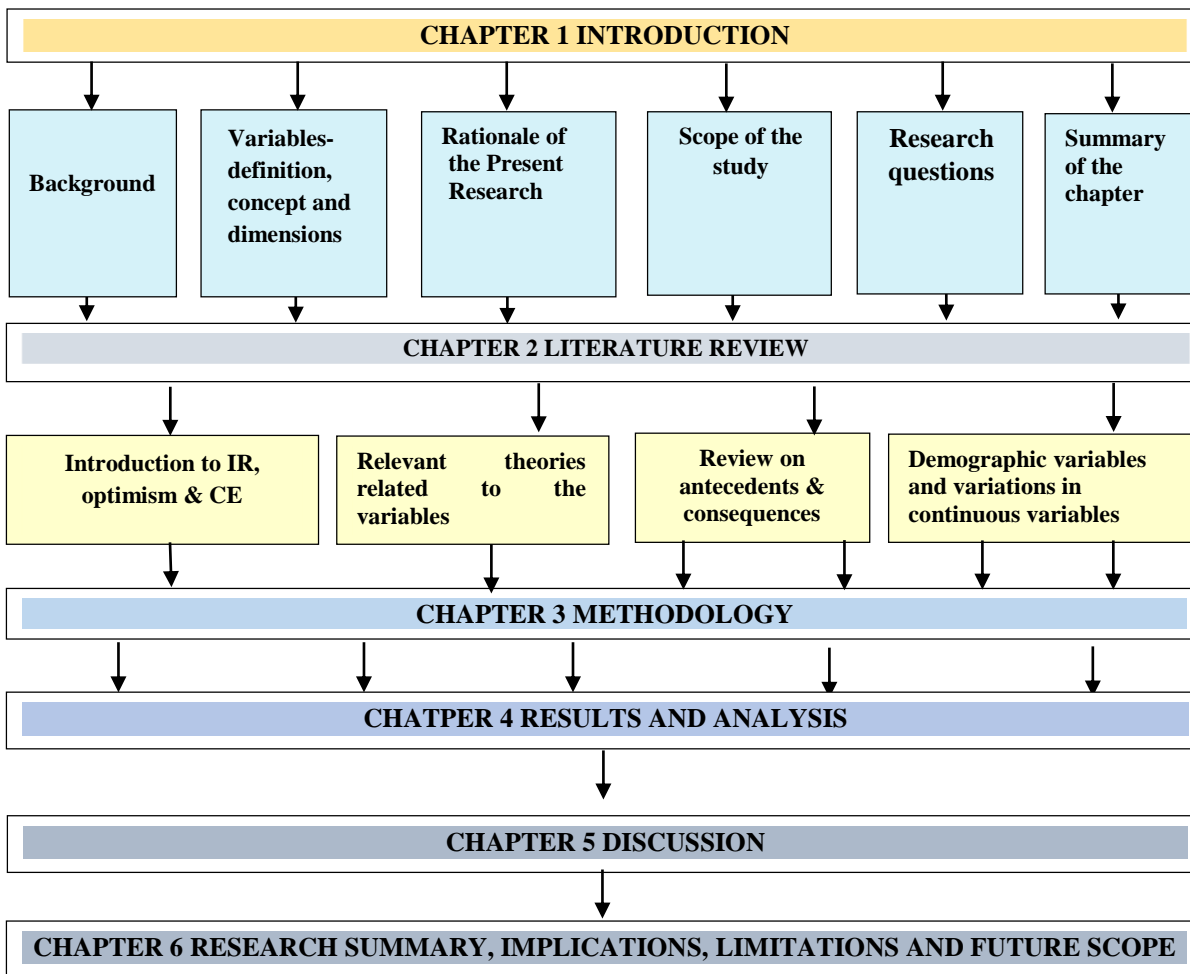 CHAPTER 1 INTRODUCTION
Background
Variables-
definition,
concept and
dimensions
Rationale of
the Present
Research
Scope of the
study
Research
questions
Summary
of the
chapter
CHAPTER 2 LITERATURE REVIEW
Introduction to IR,
optimism & CE
Relevant theories
related to the
variables
Review on
antecedents &
consequences
Demographic variables
and variations in
continuous variables
CHAPTER 3 METHODOLOGY
CHATPER 4 RESULTS AND ANALYSIS
CHAPTER 5 DISCUSSION
CHAPTER 6 RESEARCH SUMMARY, IMPLICATIONS, LIMITATIONS AND FUTURE SCOPE